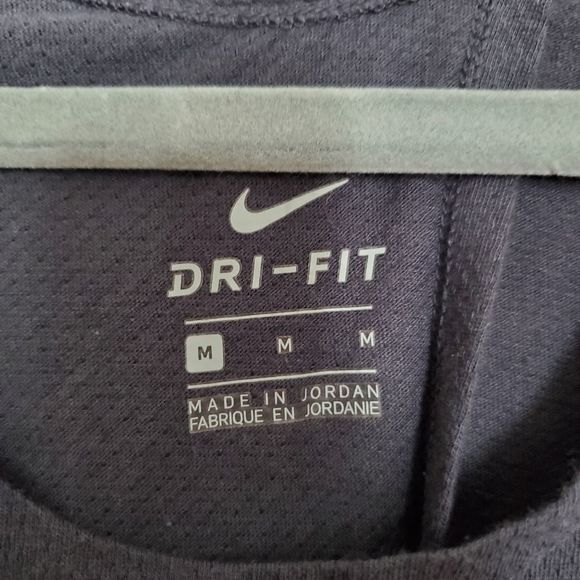 DRI-FIT
M M M
MADE IN JORDAN
FABRIQUE EN JORDANIE